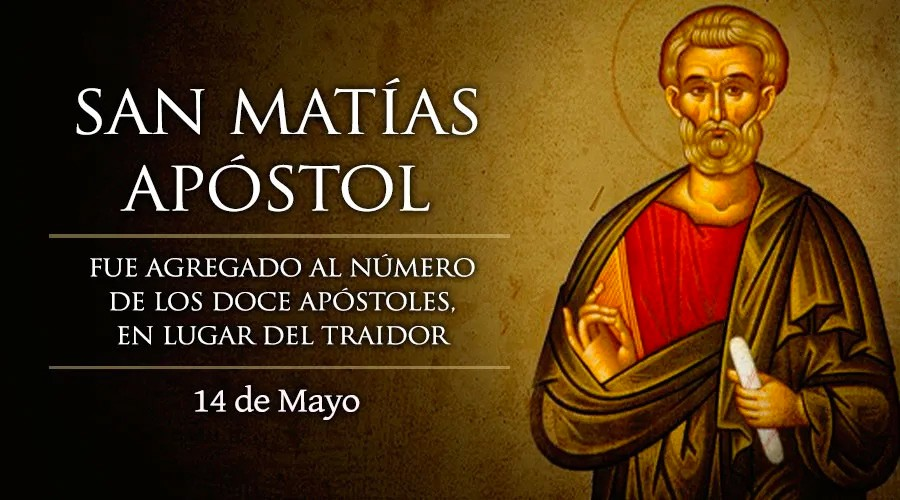 SAN MATÍAS
APÓSTOL
FUE AGREGADO AL NÚMERO
DE LOS DOCE APÓSTOLES,
EN LUGAR DEL TRAIDOR
14 de Mayo